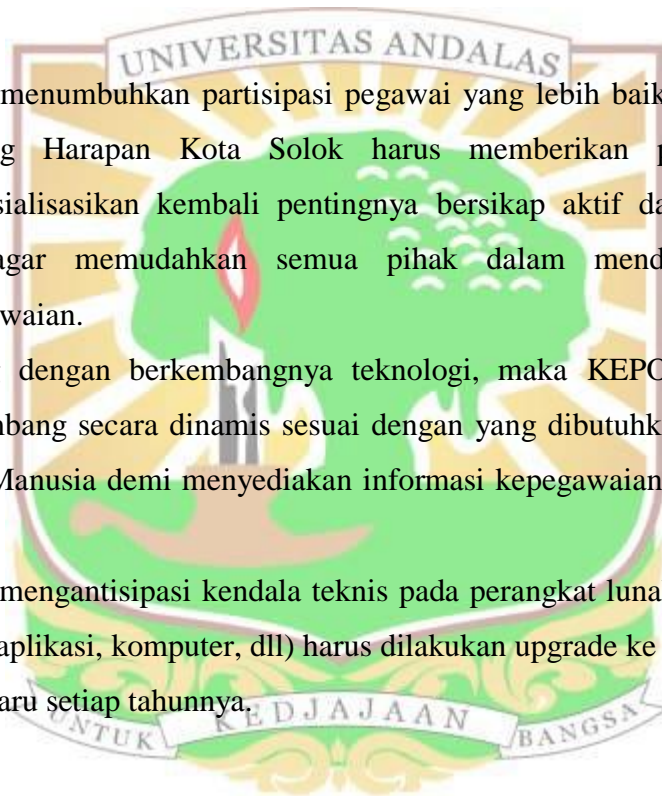 UNIVERSITAS ANDALAS
menumbuhkan partisipasi pegawai yang lebih baik
g Harapan Kota Solok harus memberikan p
sialisasikan kembali pentingnya bersikap aktif da
agar memudahkan semua pihak dalam mend
waian.
dengan berkembangnya teknologi, maka KEPO
nbang secara dinamis sesuai dengan yang dibutuhk
Manusia demi menyediakan informasi kepegawaian
mengantisipasi kendala teknis pada perangkat luna
aplikasi, komputer, dll) harus dilakukan upgrade ke
aru setiap tahunnya.
UNTUK KEDJAJAAN BANGSA